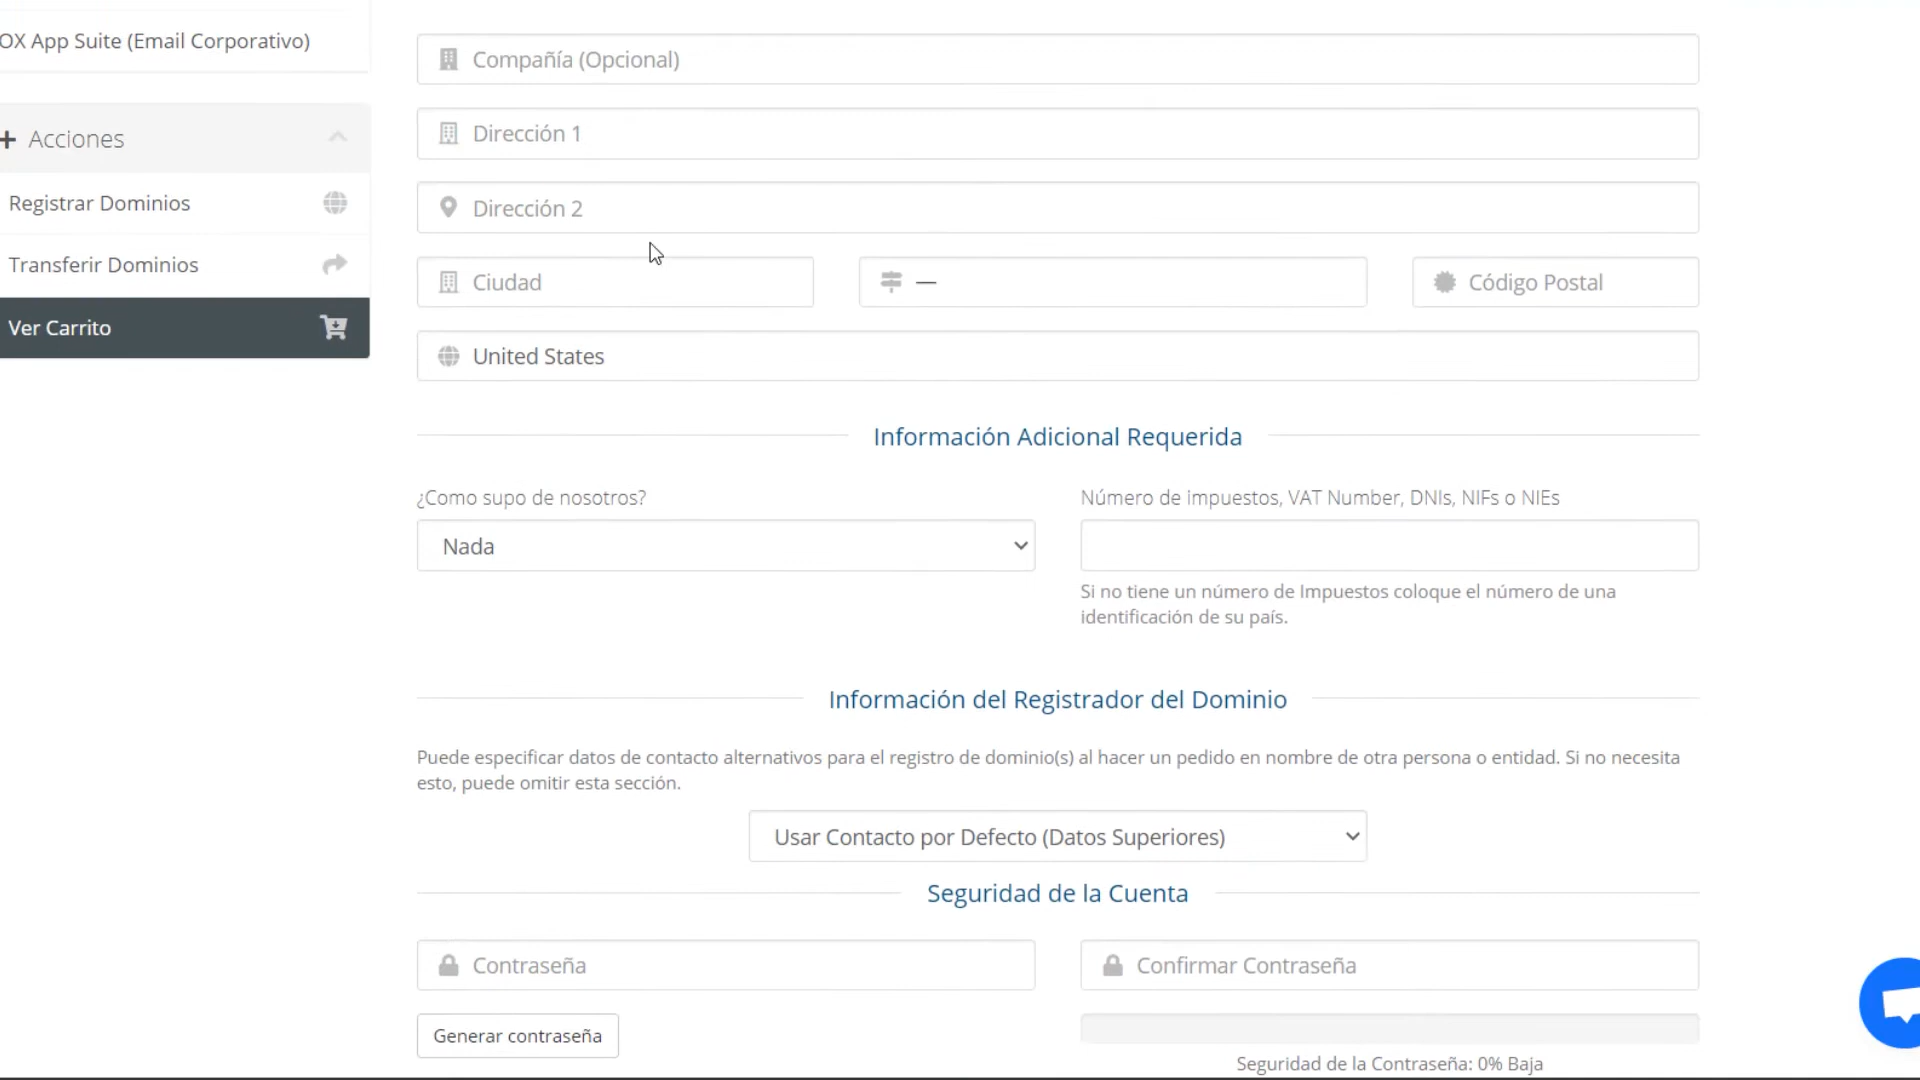 OX App Suite (Email Corporativo)
Acciones
Registrar Dominios
Transferir Dominios
Ver Carrito
Compañía (Opcional)
Dirección 1
Dirección 2
Ciudad
—
Código Postal
United States
Información Adicional Requerida
¿Como supo de nosotros?
Nada
Número de impuestos, VAT Number, DNIs, NIFs o NIEs
Si no tiene un número de Impuestos coloque el número de una
identificación de su país.
Información del Registrador del Dominio
Puede especificar datos de contacto alternativos para el registro de dominio(s) al hacer un pedido en nombre de otra persona o entidad. Si no necesita
esto, puede omitir esta sección.
Usar Contacto por Defecto (Datos Superiores)
Seguridad de la Cuenta
Contraseña
Confirmar Contraseña
Generar contraseña
Seguridad de la Contraseña: 0% Baja